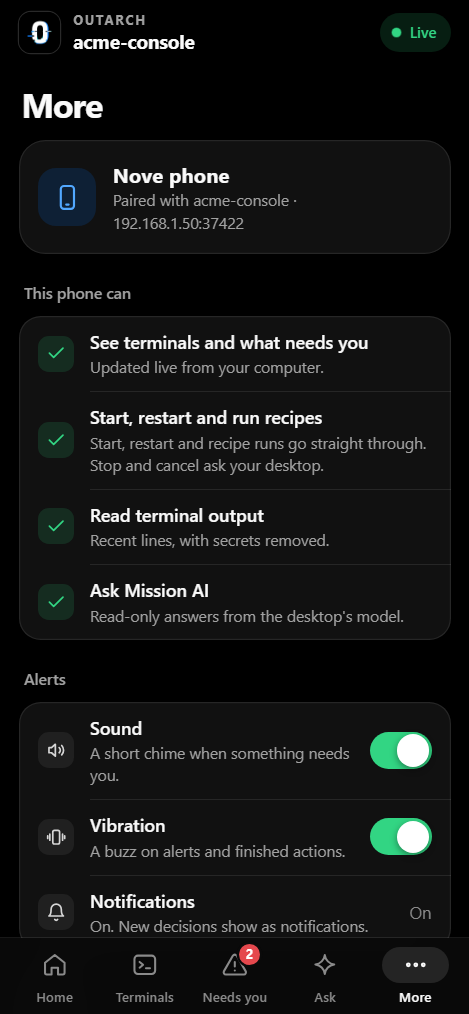 OUTARCH
acme-console
Live
More
Nove phone
Paired with acme-console ·
192.168.1.50:37422
This phone can
See terminals and what needs you
Updated live from your computer.
Start, restart and run recipes
Start, restart and recipe runs go straight through.
Stop and cancel ask your desktop.
Read terminal output
Recent lines, with secrets removed.
Ask Mission AI
Read-only answers from the desktop's model.
Alerts
Sound
A short chime when something needs
you.
Vibration
A buzz on alerts and finished actions.
Notifications
On. New decisions show as notifications.
On
2
Home
Terminals
Needs you
Ask
More